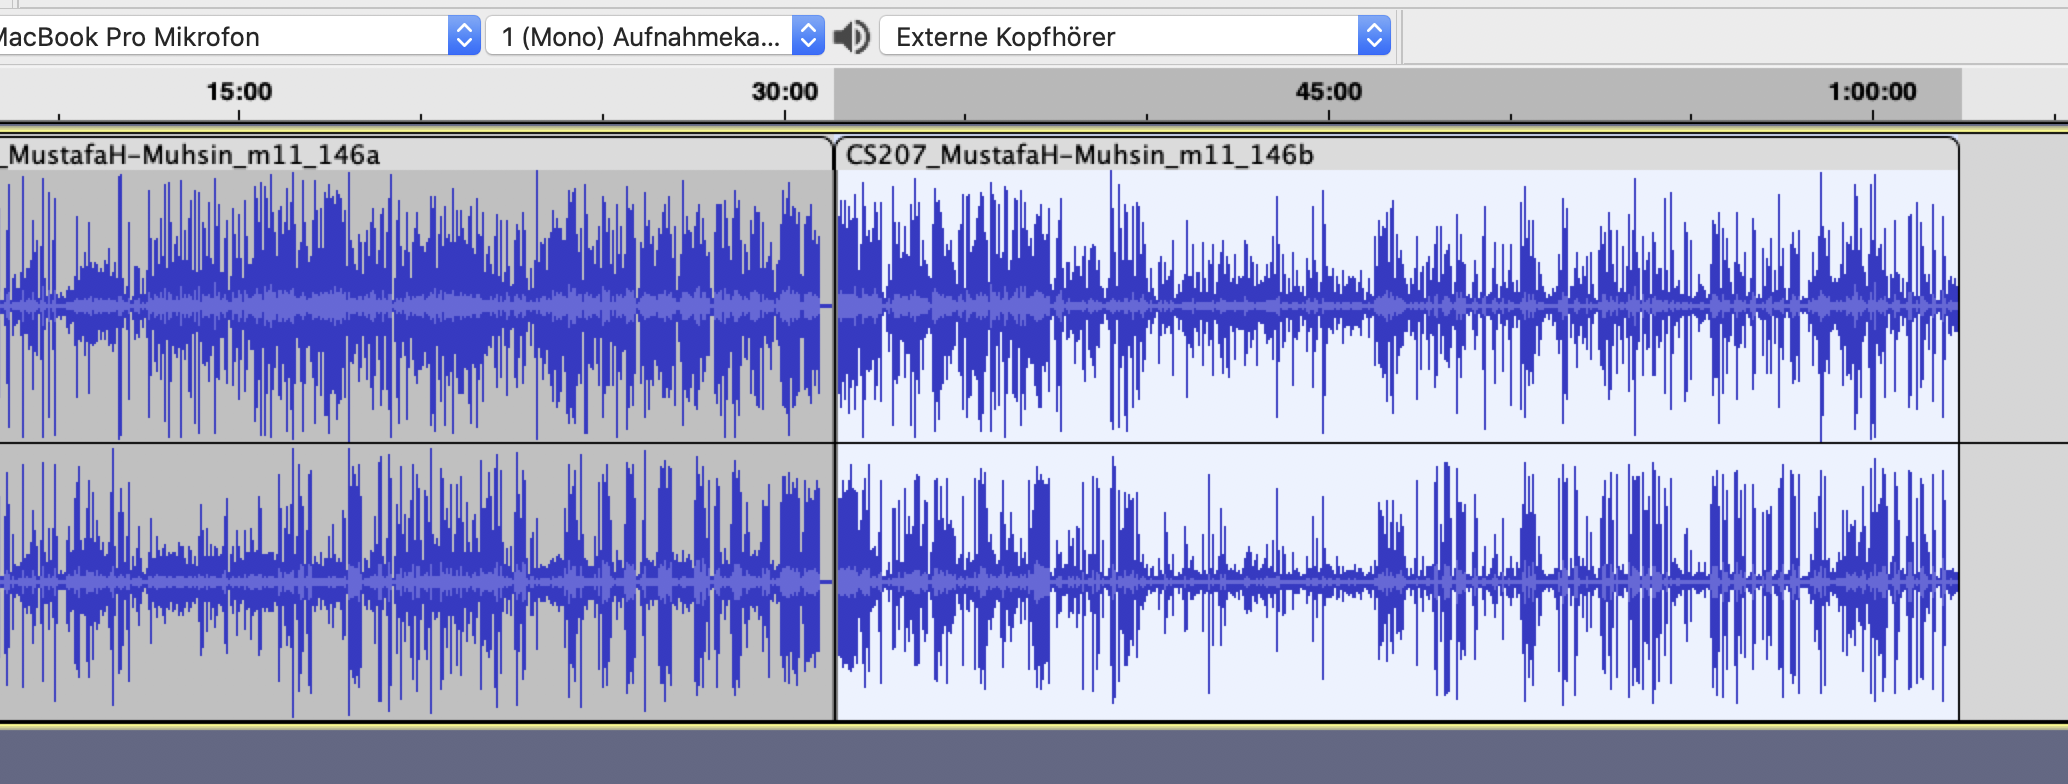 MacBook Pro Mikrofon 1 (Mono) Aufnahmeka... Externe Kopfhörer
15:00 30:00 45:00 1:00:00
_MustafaH-Muhsin_m11_146a CS207_MustafaH-Muhsin_m11_146b